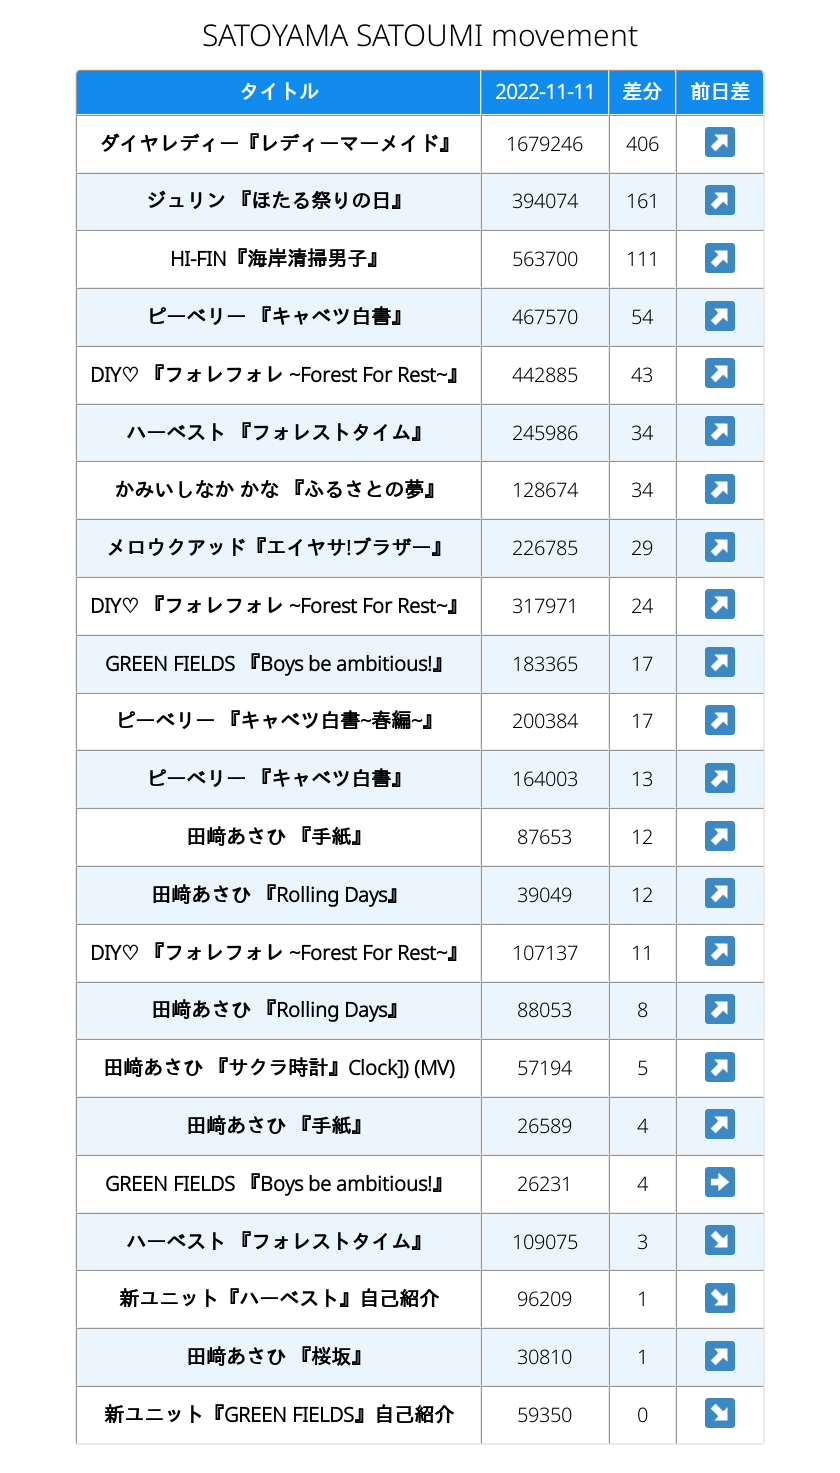 SATOYAMA SATOUMI movement
タイトル 2022-11-11 差分 前日差
ダイヤレディー『レディーマーメイド』 1679246 406
ジュリン 『ほたる祭りの日』 394074 161
HI-FIN『海岸清掃男子』 563700 111
ピーベリー 『キャベツ白書』 467570 54
DIY♡ 『フォレフォレ ~Forest For Rest~』 442885 43
ハーベスト 『フォレストタイム』 245986 34
かみいしなか かな 『ふるさとの夢』 128674 34
メロウクアッド『エイヤサ!ブラザー』 226785 29
DIY♡ 『フォレフォレ ~Forest For Rest~』 317971 24
GREEN FIELDS 『Boys be ambitious!』 183365 17
ピーベリー 『キャベツ白書~春編~』 200384 17
ピーベリー 『キャベツ白書』 164003 13
田﨑あさひ 『手紙』 87653 12
田﨑あさひ 『Rolling Days』 39049 12
DIY♡ 『フォレフォレ ~Forest For Rest~』 107137 11
田﨑あさひ 『Rolling Days』 88053 8
田﨑あさひ 『サクラ時計』Clock]) (MV) 57194 5
田﨑あさひ 『手紙』 26589 4
GREEN FIELDS 『Boys be ambitious!』 26231 4
ハーベスト 『フォレストタイム』 109075 3
新ユニット『ハーベスト』自己紹介 96209 1
田﨑あさひ 『桜坂』 30810 1
新ユニット『GREEN FIELDS』自己紹介 59350 0